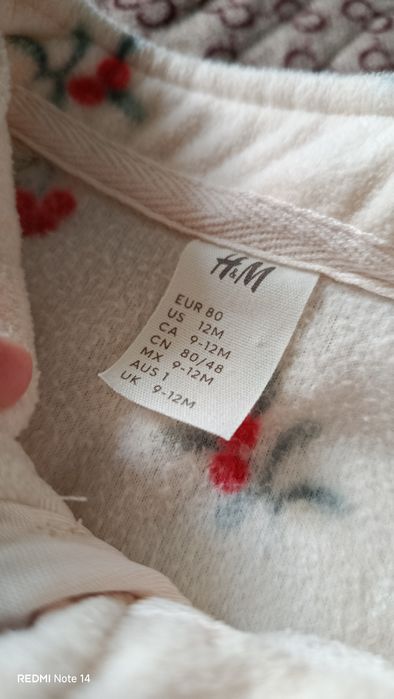 H&M
EUR 80
US 12M
CA 9-12M
CN 80/48
MX 9-12M
AUS 1
UK 9-12M
REDMI Note 14